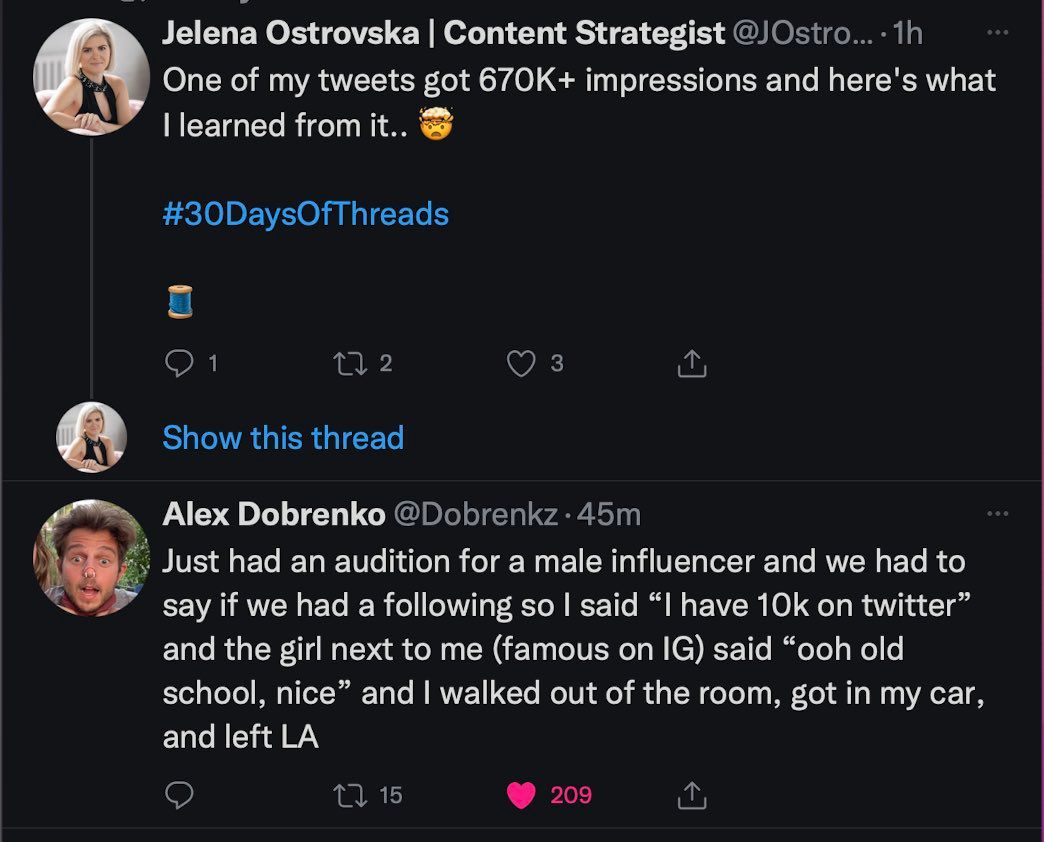 Jelena Ostrovska | Content Strategist @JOstro... · 1h
One of my tweets got 670K+ impressions and here's what
I learned from it.. 🤯
#30DaysOfThreads
🧵
1 2 3
Show this thread
Alex Dobrenko @Dobrenkz · 45m
Just had an audition for a male influencer and we had to
say if we had a following so I said “I have 10k on twitter”
and the girl next to me (famous on IG) said “ooh old
school, nice” and I walked out of the room, got in my car,
and left LA
15 209